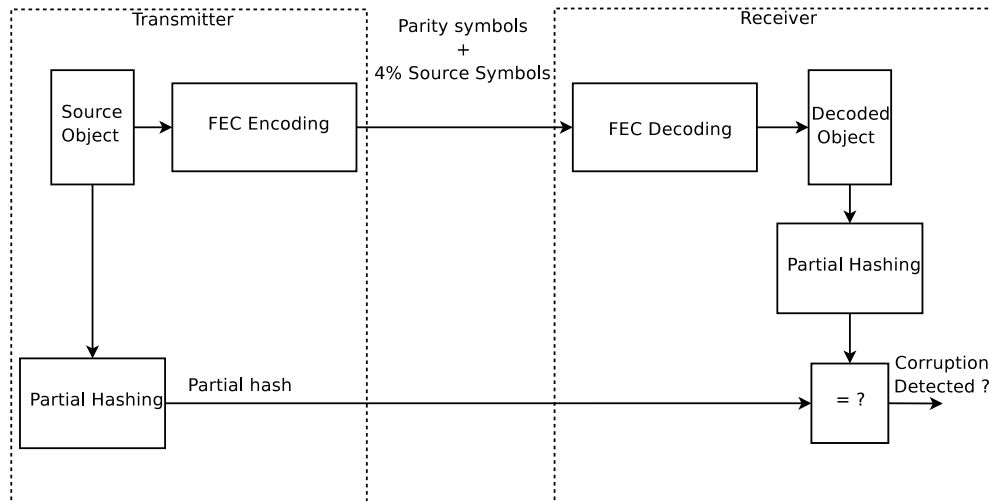 Transmitter
Parity symbols
+
4% Source Symbols
Receiver
Source
Object
FEC Encoding
FEC Decoding
Decoded
Object
Partial Hashing
Partial Hashing
Partial hash
= ?
Corruption
Detected ?